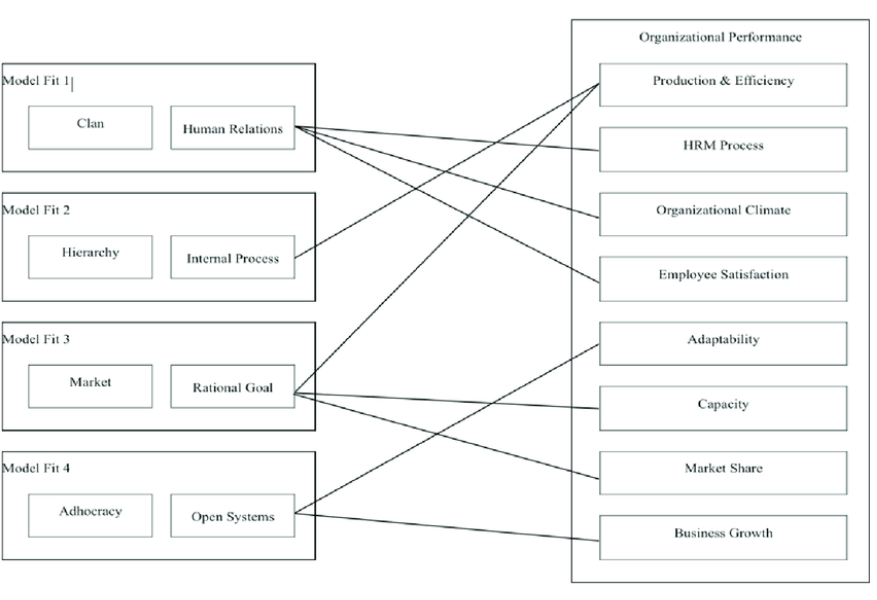 Organizational Performance
Model Fit 1
Clan
Human Relations
Model Fit 2
Hierarchy
Internal Process
Model Fit 3
Market
Rational Goal
Model Fit 4
Adhocracy
Open Systems
Production & Efficiency
HRM Process
Organizational Climate
Employee Satisfaction
Adaptability
Capacity
Market Share
Business Growth